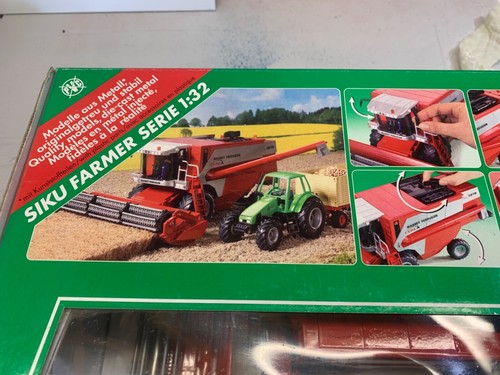 Modelle aus Metall*
originalgetreu und stabil
Quality models, die-cast metal
Modèles en métal injecté,
fidèles à la réalité
SIKU FARMER SERIE 1:32